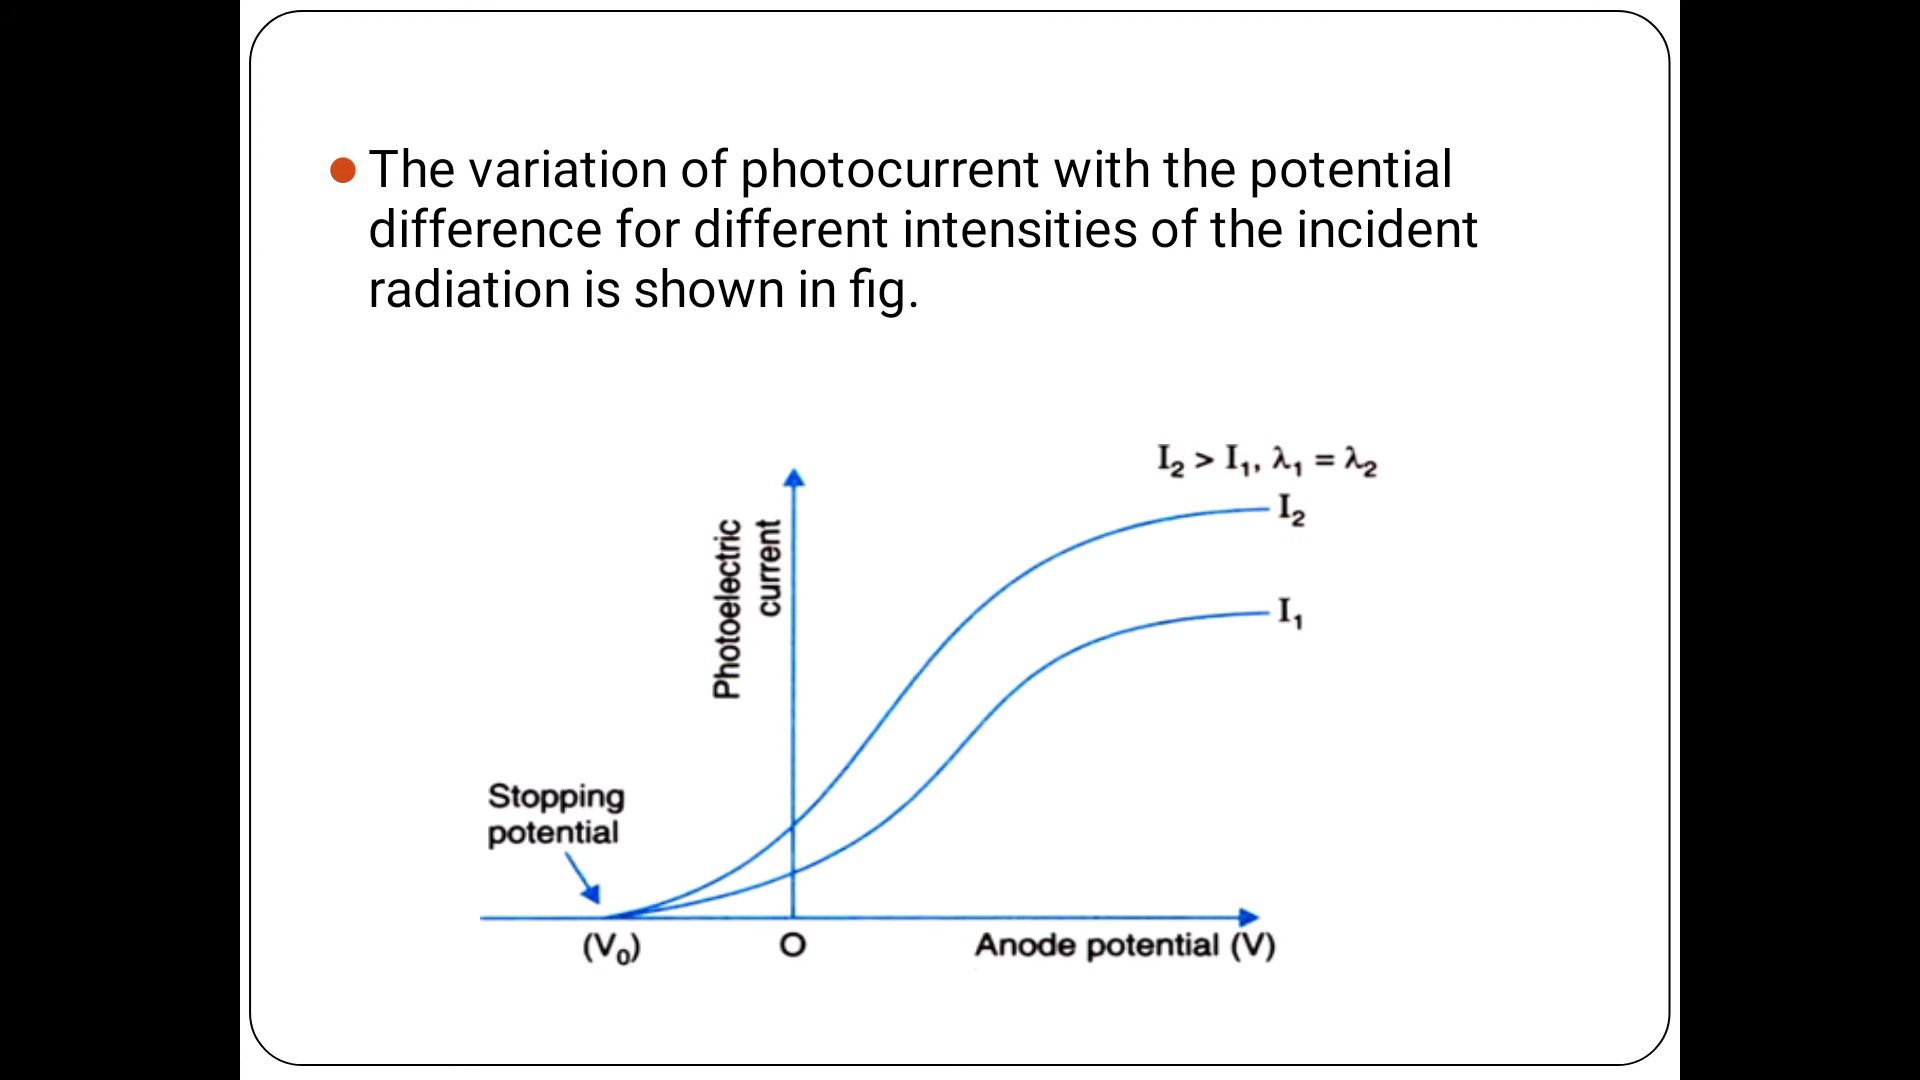 The variation of photocurrent with the potential
difference for different intensities of the incident
radiation is shown in fig.
I₂ > I₁, λ₁ = λ₂
I₂
Photoelectric
current
I₁
Stopping
potential
(V₀)
O
Anode potential (V)